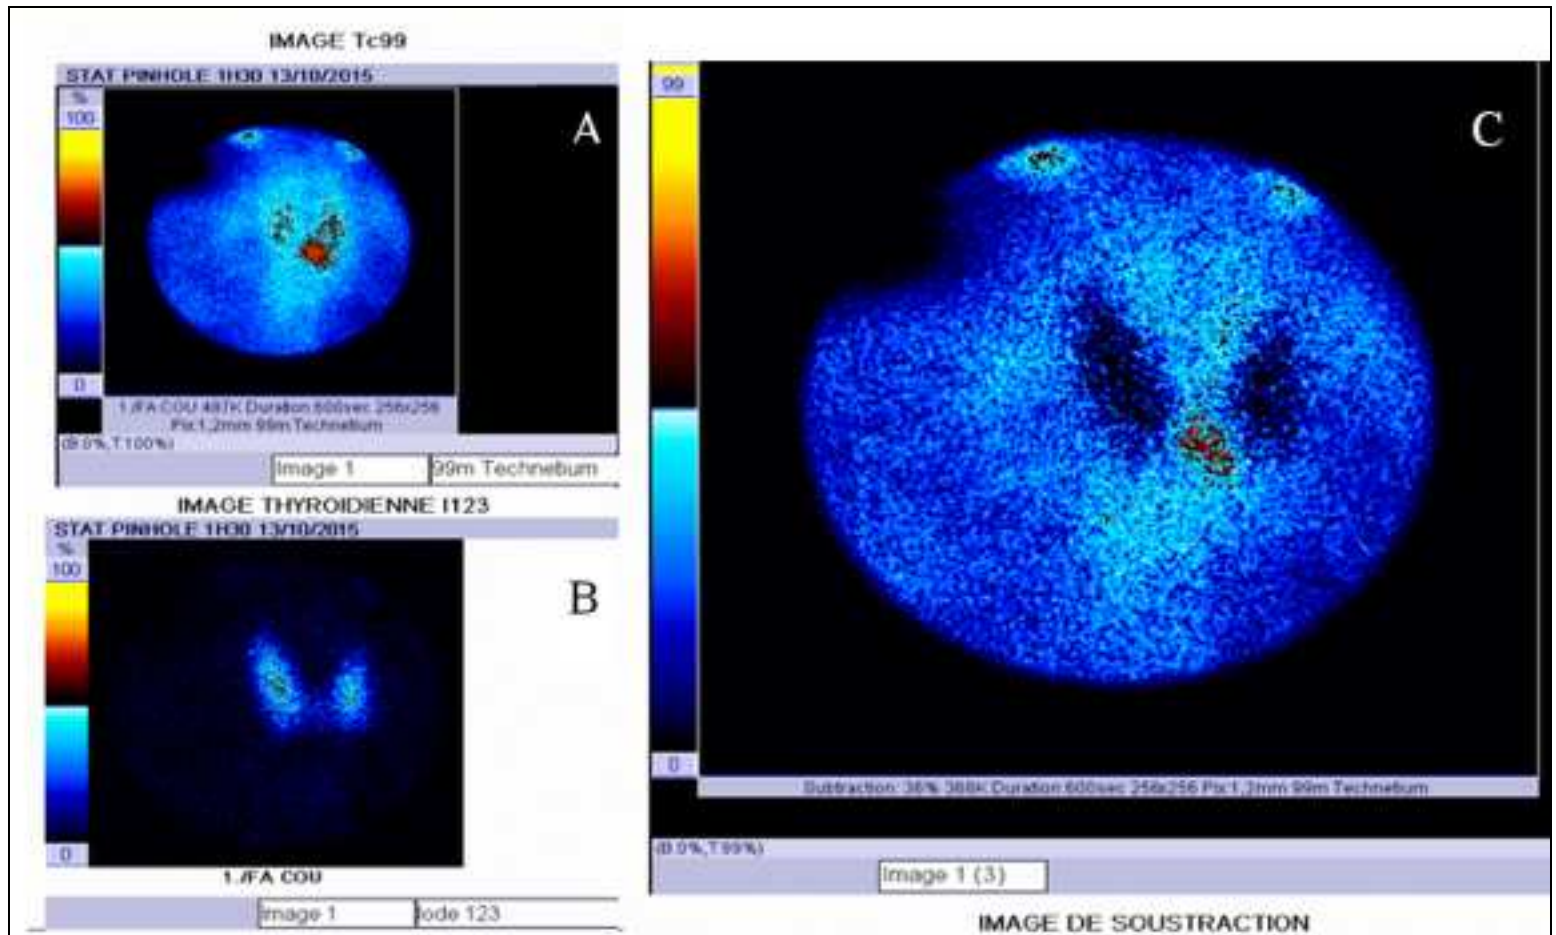 IMAGE Tc99
STAT PINHOLE 1H30 13/10/2015
%
100
A
0
1./FA COU 497K Duration:600sec 256x256
Pix:1,2mm 99m Technetium
(B.0%,T.100%)
Image 1
99m Technetium
IMAGE THYROIDIENNE I123
STAT PINHOLE 1H30 13/10/2015
%
100
B
0
1./FA COU
Image 1
Iode 123
99
C
0
Subtraction: 36% 388K Duration:600sec 256x256 Pix:1,2mm 99m Technetium
(B.0%,T.99%)
Image 1 (3)
IMAGE DE SOUSTRACTION